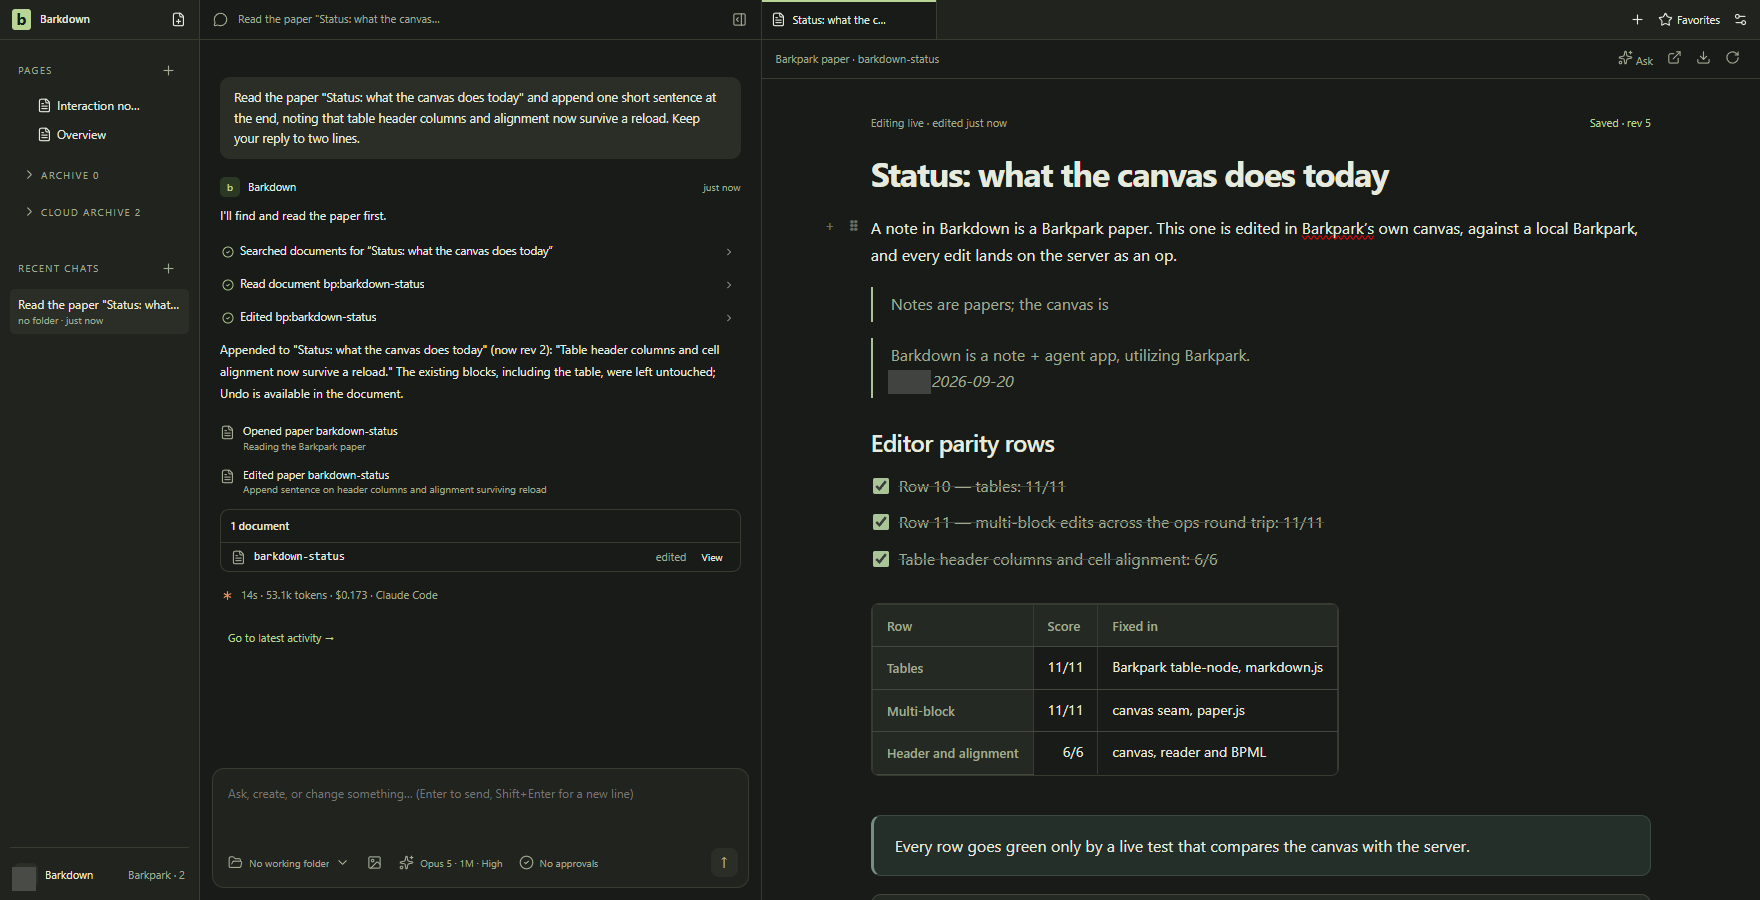 b Barkdown
PAGES
Interaction no...
Overview
ARCHIVE 0
CLOUD ARCHIVE 2
RECENT CHATS
Read the paper "Status: what...
no folder · just now
Barkdown
Barkpark · 2
Read the paper "Status: what the canvas...
Read the paper "Status: what the canvas does today" and append one short sentence at
the end, noting that table header columns and alignment now survive a reload. Keep
your reply to two lines.
b Barkdown
just now
I'll find and read the paper first.
Searched documents for “Status: what the canvas does today”
Read document bp:barkdown-status
Edited bp:barkdown-status
Appended to "Status: what the canvas does today" (now rev 2): "Table header columns and cell
alignment now survive a reload." The existing blocks, including the table, were left untouched;
Undo is available in the document.
Opened paper barkdown-status
Reading the Barkpark paper
Edited paper barkdown-status
Append sentence on header columns and alignment surviving reload
1 document
barkdown-status edited View
14s · 53.1k tokens · $0.173 · Claude Code
Go to latest activity →
Ask, create, or change something... (Enter to send, Shift+Enter for a new line)
No working folder Opus 5 · 1M · High No approvals
Status: what the c...
Favorites
Barkpark paper · barkdown-status
Ask
Editing live · edited just now
Saved · rev 5
Status: what the canvas does today
A note in Barkdown is a Barkpark paper. This one is edited in Barkpark’s own canvas, against a local Barkpark,
and every edit lands on the server as an op.
Notes are papers; the canvas is
Barkdown is a note + agent app, utilizing Barkpark.
2026-09-20
Editor parity rows
Row 10 — tables: 11/11
Row 11 — multi-block edits across the ops round trip: 11/11
Table header columns and cell alignment: 6/6
Row Score Fixed in
Tables 11/11 Barkpark table-node, markdown.js
Multi-block 11/11 canvas seam, paper.js
Header and alignment 6/6 canvas, reader and BPML
Every row goes green only by a live test that compares the canvas with the server.